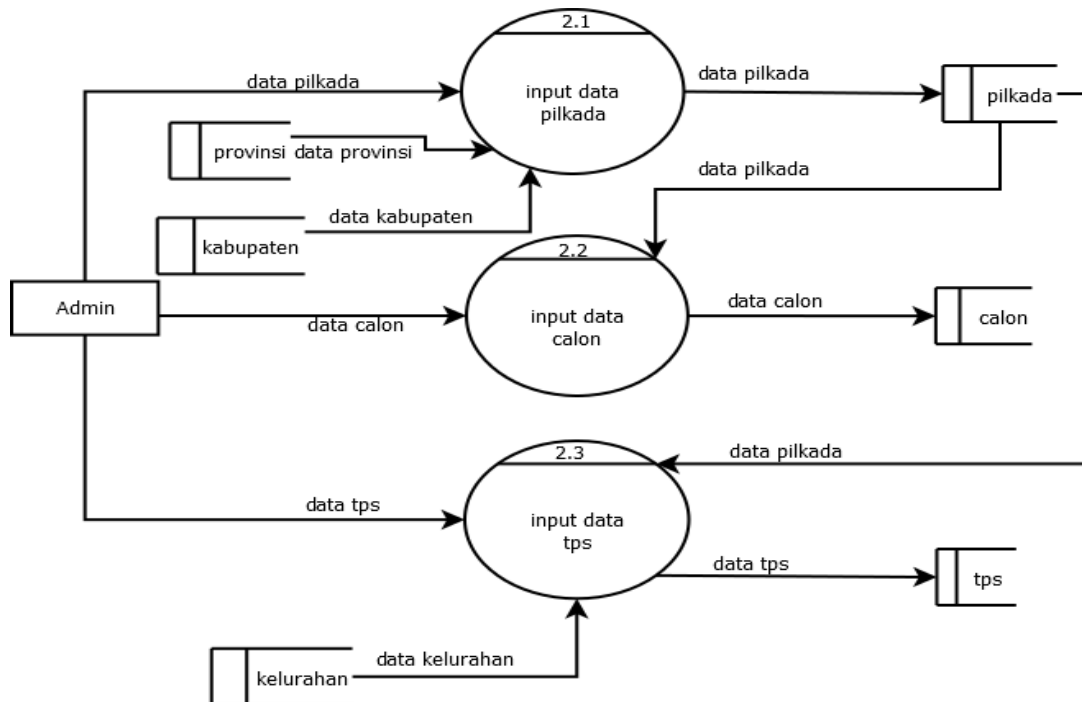 2.1
data pilkada
input data
pilkada
data pilkada
pilkada
provinsi
data provinsi
data pilkada
kabupaten
data kabupaten
2.2
Admin
data calon
input data
calon
data calon
calon
2.3
data pilkada
data tps
input data
tps
data tps
tps
kelurahan
data kelurahan